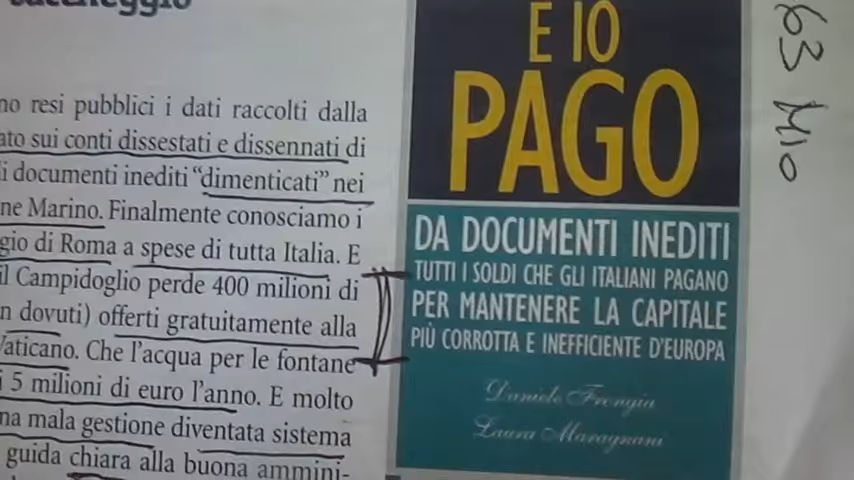 no resi pubblici i dati raccolti dalla
ato sui conti dissestati e dissennati di
i documenti inediti “dimenticati” nei
ne Marino. Finalmente conosciamo i
gio di Roma a spese di tutta Italia. E
il Campidoglio perde 400 milioni di
n dovuti) offerti gratuitamente alla
Vaticano. Che l'acqua per le fontane
i 5 milioni di euro l'anno. E molto
na mala gestione diventata sistema
guida chiara alla buona ammini-
E IO
PAGO
DA DOCUMENTI INEDITI
TUTTI I SOLDI CHE GLI ITALIANI PAGANO
PER MANTENERE LA CAPITALE
PIÙ CORROTTA E INEFFICIENTE D'EUROPA
Daniele Frongia
Laura Maragnani
63 MIO